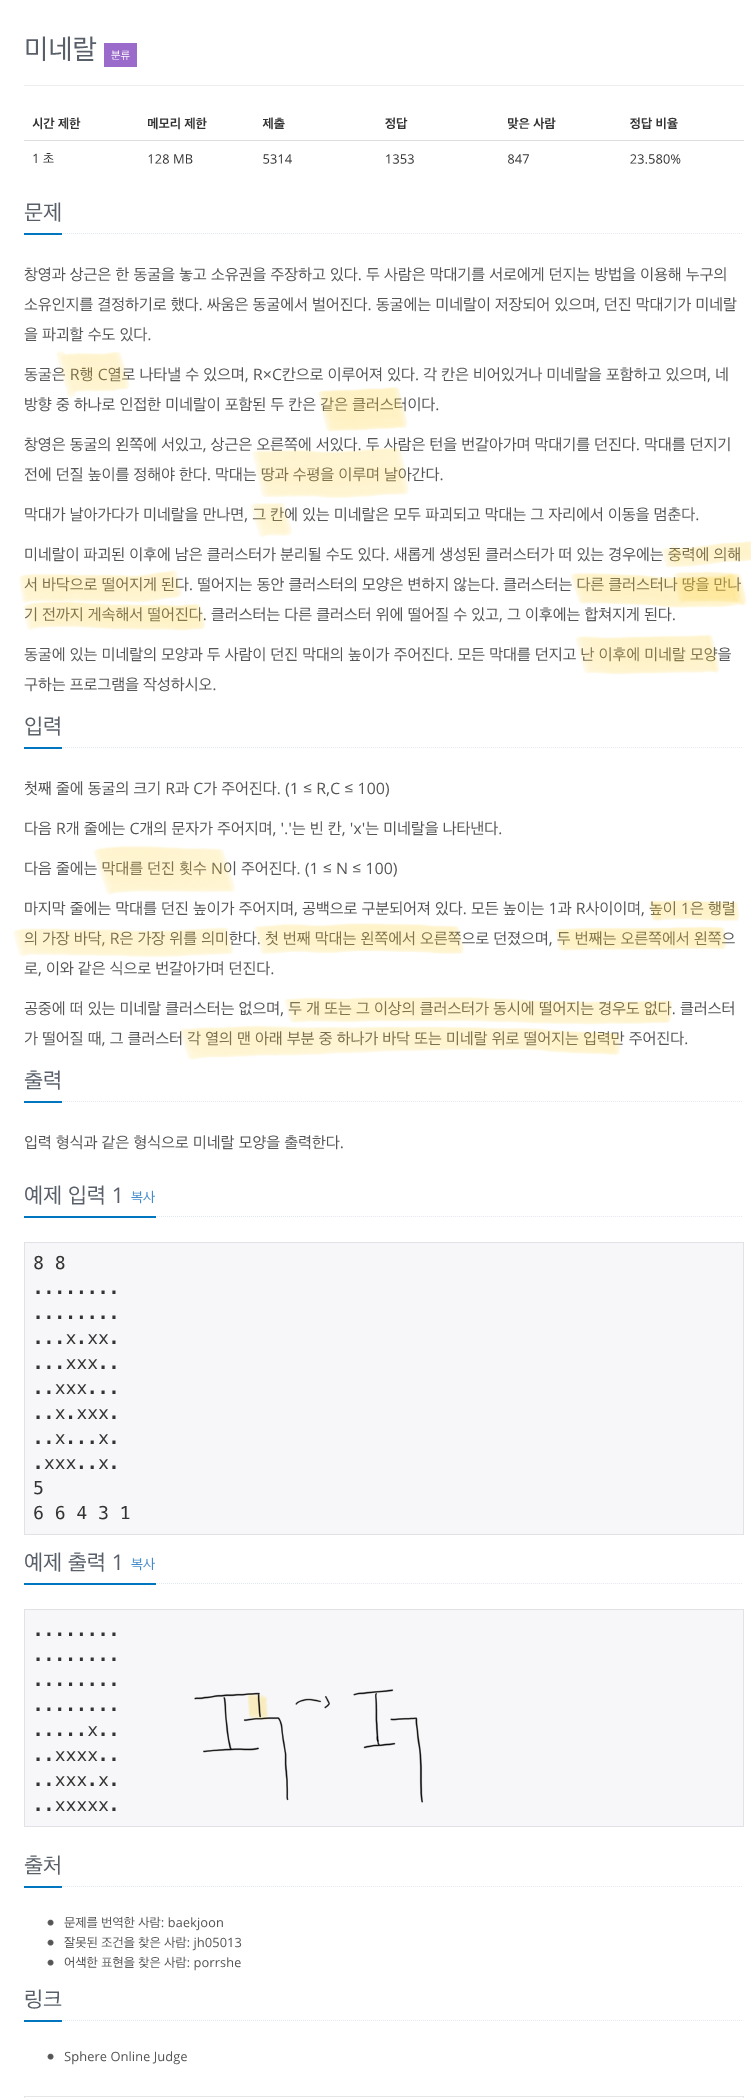 미네랄 분류
시간 제한 메모리 제한 제출 정답 맞은 사람 정답 비율
1 초 128 MB 5314 1353 847 23.580%
문제
창영과 상근은 한 동굴을 놓고 소유권을 주장하고 있다. 두 사람은 막대기를 서로에게 던지는 방법을 이용해 누구의
소유인지를 결정하기로 했다. 싸움은 동굴에서 벌어진다. 동굴에는 미네랄이 저장되어 있으며, 던진 막대기가 미네랄
을 파괴할 수도 있다.
동굴은 R행 C열로 나타낼 수 있으며, R×C칸으로 이루어져 있다. 각 칸은 비어있거나 미네랄을 포함하고 있으며, 네
방향 중 하나로 인접한 미네랄이 포함된 두 칸은 같은 클러스터이다.
창영은 동굴의 왼쪽에 서있고, 상근은 오른쪽에 서있다. 두 사람은 턴을 번갈아가며 막대기를 던진다. 막대를 던지기
전에 던질 높이를 정해야 한다. 막대는 땅과 수평을 이루며 날아간다.
막대가 날아가다가 미네랄을 만나면, 그 칸에 있는 미네랄은 모두 파괴되고 막대는 그 자리에서 이동을 멈춘다.
미네랄이 파괴된 이후에 남은 클러스터가 분리될 수도 있다. 새롭게 생성된 클러스터가 떠 있는 경우에는 중력에 의해
서 바닥으로 떨어지게 된다. 떨어지는 동안 클러스터의 모양은 변하지 않는다. 클러스터는 다른 클러스터나 땅을 만나
기 전까지 게속해서 떨어진다. 클러스터는 다른 클러스터 위에 떨어질 수 있고, 그 이후에는 합쳐지게 된다.
동굴에 있는 미네랄의 모양과 두 사람이 던진 막대의 높이가 주어진다. 모든 막대를 던지고 난 이후에 미네랄 모양을
구하는 프로그램을 작성하시오.
입력
첫째 줄에 동굴의 크기 R과 C가 주어진다. (1 ≤ R,C ≤ 100)
다음 R개 줄에는 C개의 문자가 주어지며, '.'는 빈 칸, 'x'는 미네랄을 나타낸다.
다음 줄에는 막대를 던진 횟수 N이 주어진다. (1 ≤ N ≤ 100)
마지막 줄에는 막대를 던진 높이가 주어지며, 공백으로 구분되어져 있다. 모든 높이는 1과 R사이이며, 높이 1은 행렬
의 가장 바닥, R은 가장 위를 의미한다. 첫 번째 막대는 왼쪽에서 오른쪽으로 던졌으며, 두 번째는 오른쪽에서 왼쪽으
로, 이와 같은 식으로 번갈아가며 던진다.
공중에 떠 있는 미네랄 클러스터는 없으며, 두 개 또는 그 이상의 클러스터가 동시에 떨어지는 경우도 없다. 클러스터
가 떨어질 때, 그 클러스터 각 열의 맨 아래 부분 중 하나가 바닥 또는 미네랄 위로 떨어지는 입력만 주어진다.
출력
입력 형식과 같은 형식으로 미네랄 모양을 출력한다.
예제 입력 1 복사
8 8
........
........
...x.xx.
...xxx..
..xxx...
..x.xxx.
..x...x.
.xxx..x.
5
6 6 4 3 1
예제 출력 1 복사
........
........
........
........
.....x..
..xxxx..
..xxx.x.
..xxxxx.
출처
문제를 번역한 사람: baekjoon
잘못된 조건을 찾은 사람: jh05013
어색한 표현을 찾은 사람: porrshe
링크
Sphere Online Judge